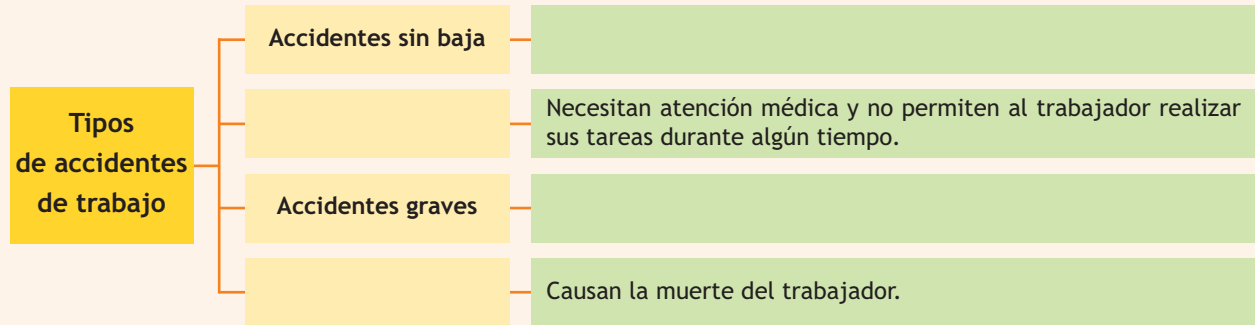 Tipos
de accidentes
de trabajo
Accidentes sin baja
Necesitan atención médica y no permiten al trabajador realizar
sus tareas durante algún tiempo.
Accidentes graves
Causan la muerte del trabajador.